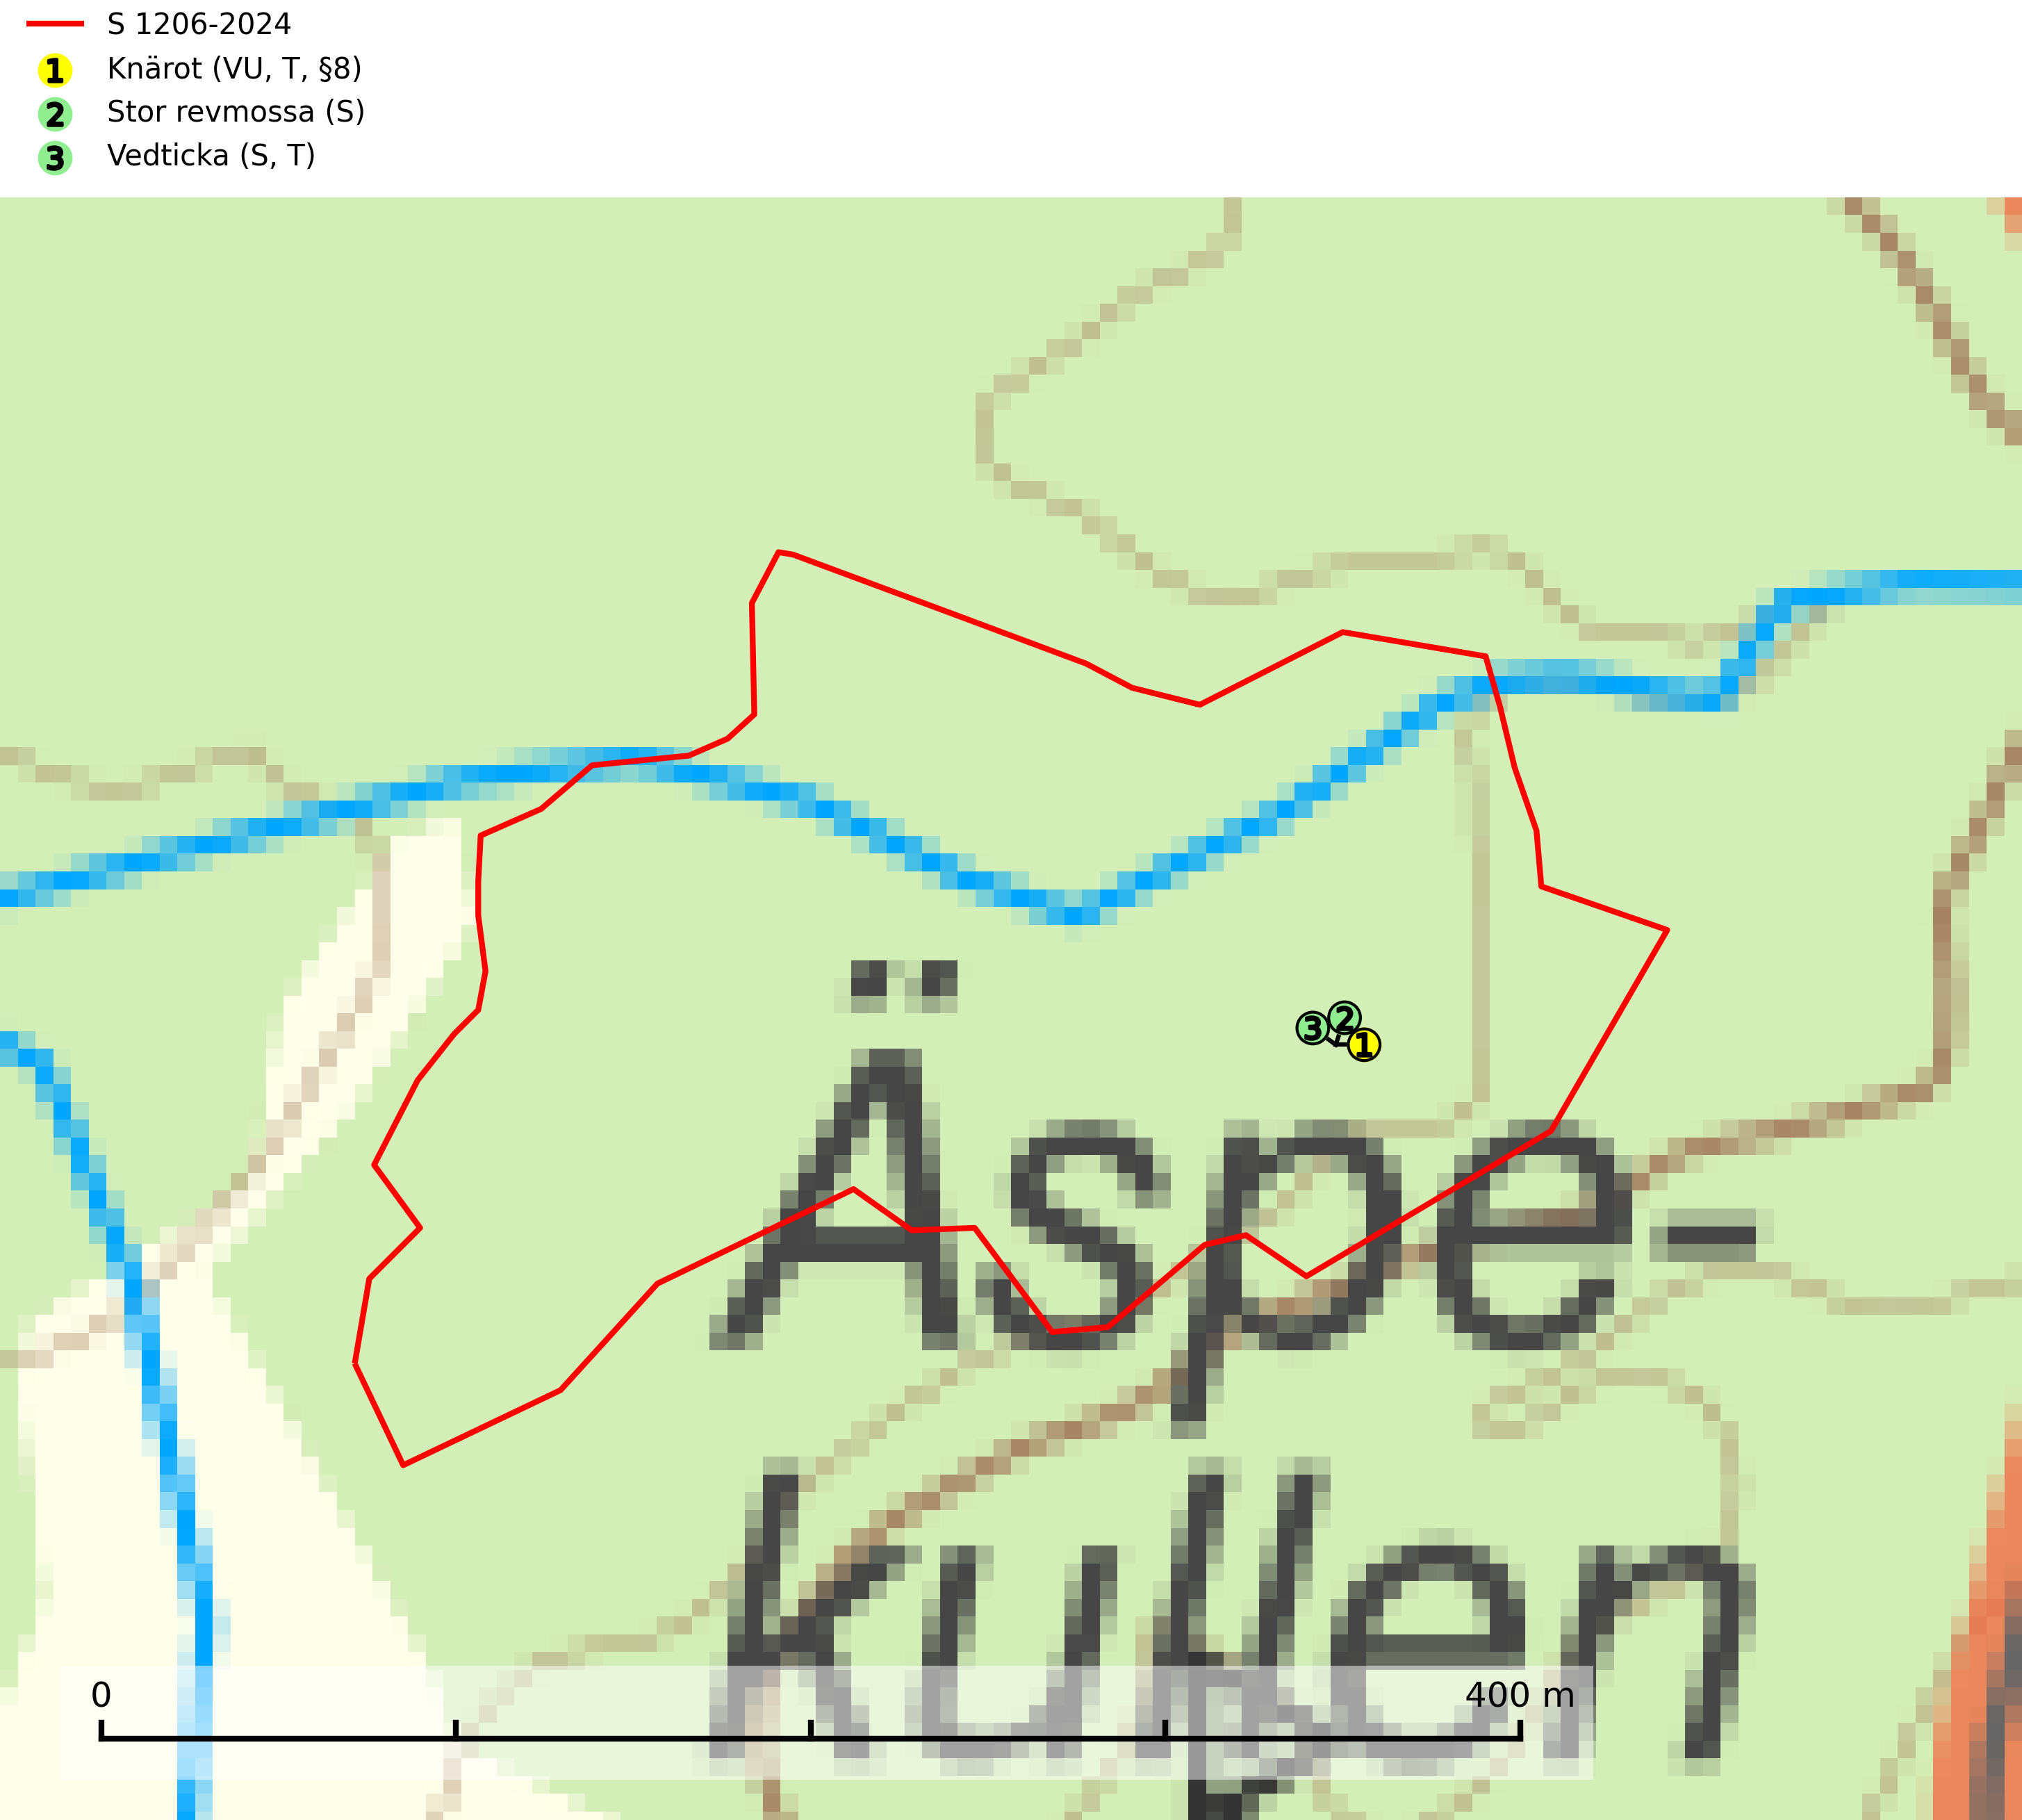 S 1206-2024
1 Knärot (VU, T, §8)
2 Stor revmossa (S)
3 Vedticka (S, T)
3 2 1
Äspe-
kullen
0 400 m